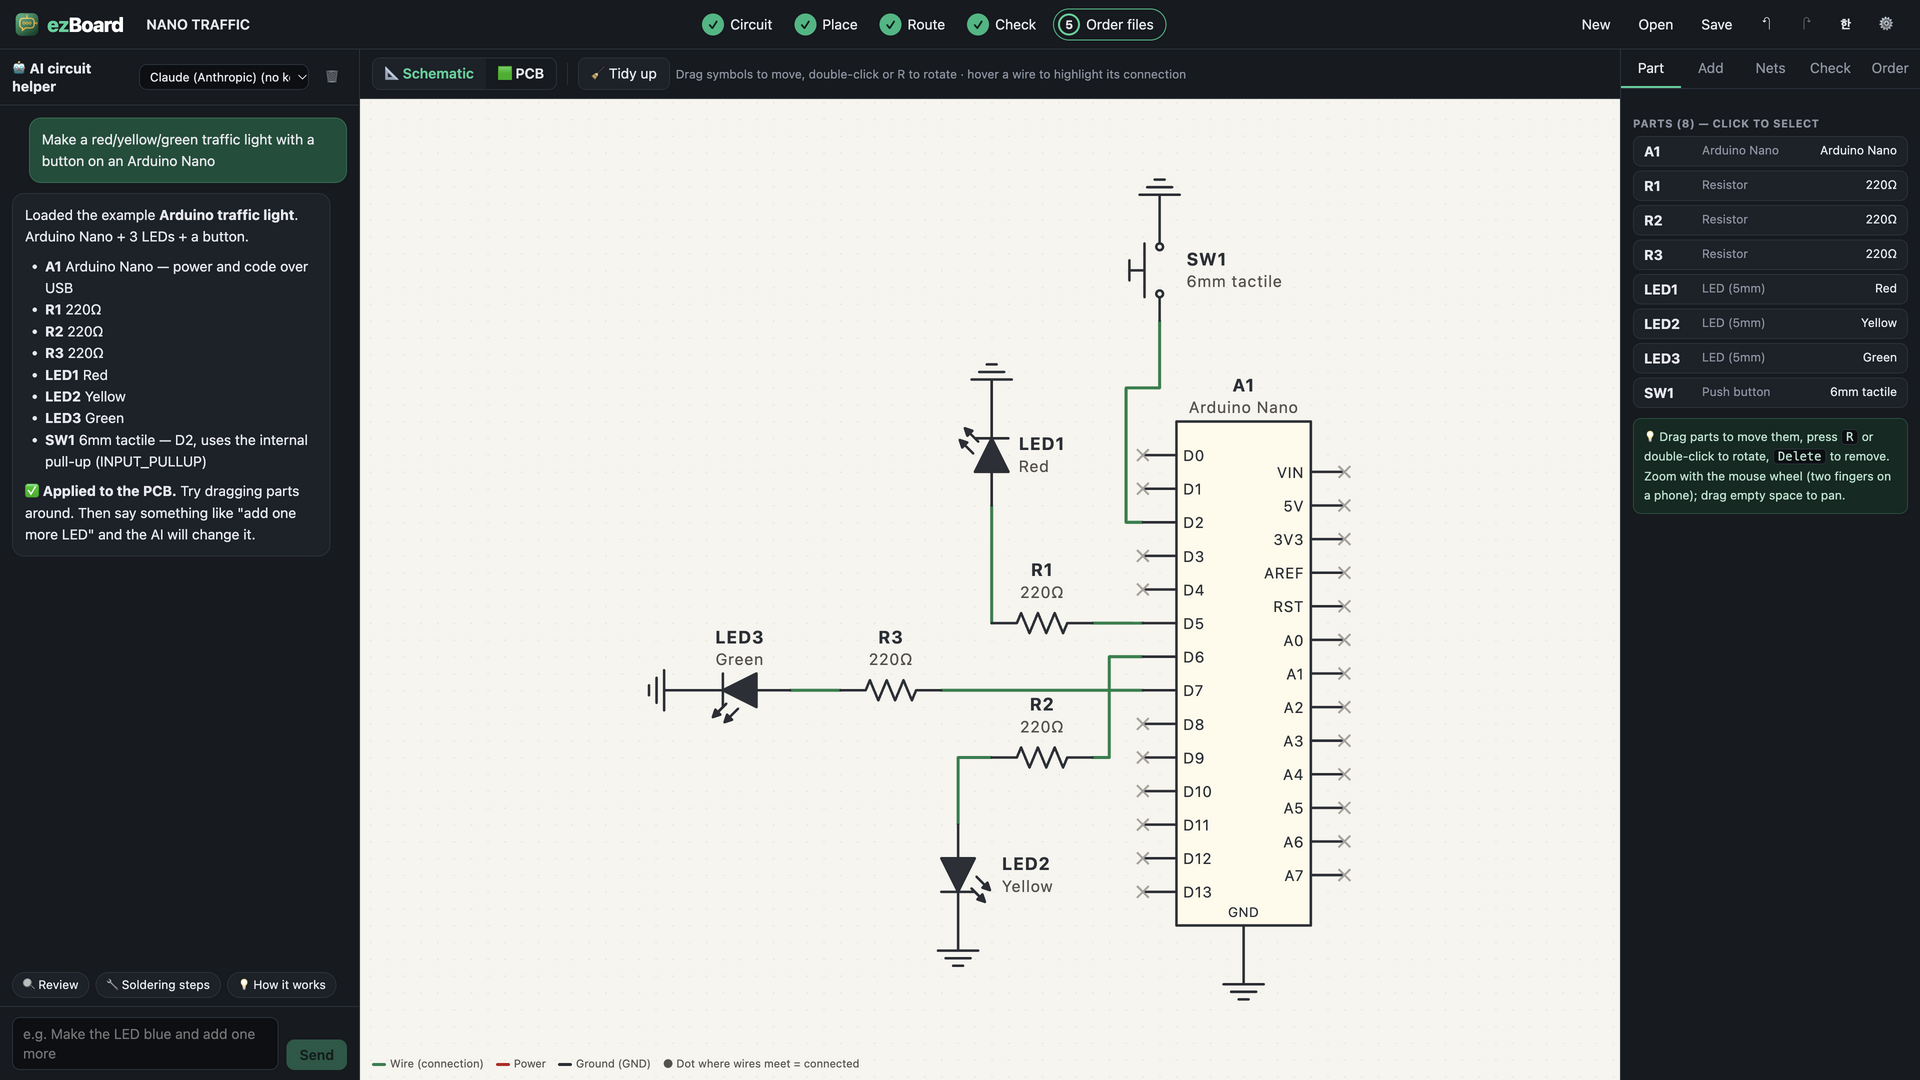 ezBoard
NANO TRAFFIC
Circuit
Place
Route
Check
5 Order files
New
Open
Save
한
AI circuit helper
Claude (Anthropic) (no k
Schematic
PCB
Tidy up
Drag symbols to move, double-click or R to rotate · hover a wire to highlight its connection
Part
Add
Nets
Check
Order
Make a red/yellow/green traffic light with a
button on an Arduino Nano
Loaded the example Arduino traffic light.
Arduino Nano + 3 LEDs + a button.
• A1 Arduino Nano — power and code over
USB
• R1 220Ω
• R2 220Ω
• R3 220Ω
• LED1 Red
• LED2 Yellow
• LED3 Green
• SW1 6mm tactile — D2, uses the internal
pull-up (INPUT_PULLUP)
✅ Applied to the PCB. Try dragging parts
around. Then say something like "add one
more LED" and the AI will change it.
Review
Soldering steps
How it works
e.g. Make the LED blue and add one
more
Send
SW1
6mm tactile
LED1
Red
A1
Arduino Nano
R1
220Ω
LED3
Green
R3
220Ω
R2
220Ω
LED2
Yellow
D0
D1
D2
D3
D4
D5
D6
D7
D8
D9
D10
D11
D12
D13
VIN
5V
3V3
AREF
RST
A0
A1
A2
A3
A4
A5
A6
A7
GND
Wire (connection)
Power
Ground (GND)
Dot where wires meet = connected
PARTS (8) — CLICK TO SELECT
A1 Arduino Nano Arduino Nano
R1 Resistor 220Ω
R2 Resistor 220Ω
R3 Resistor 220Ω
LED1 LED (5mm) Red
LED2 LED (5mm) Yellow
LED3 LED (5mm) Green
SW1 Push button 6mm tactile
Drag parts to move them, press R or
double-click to rotate, Delete to remove.
Zoom with the mouse wheel (two fingers on
a phone); drag empty space to pan.